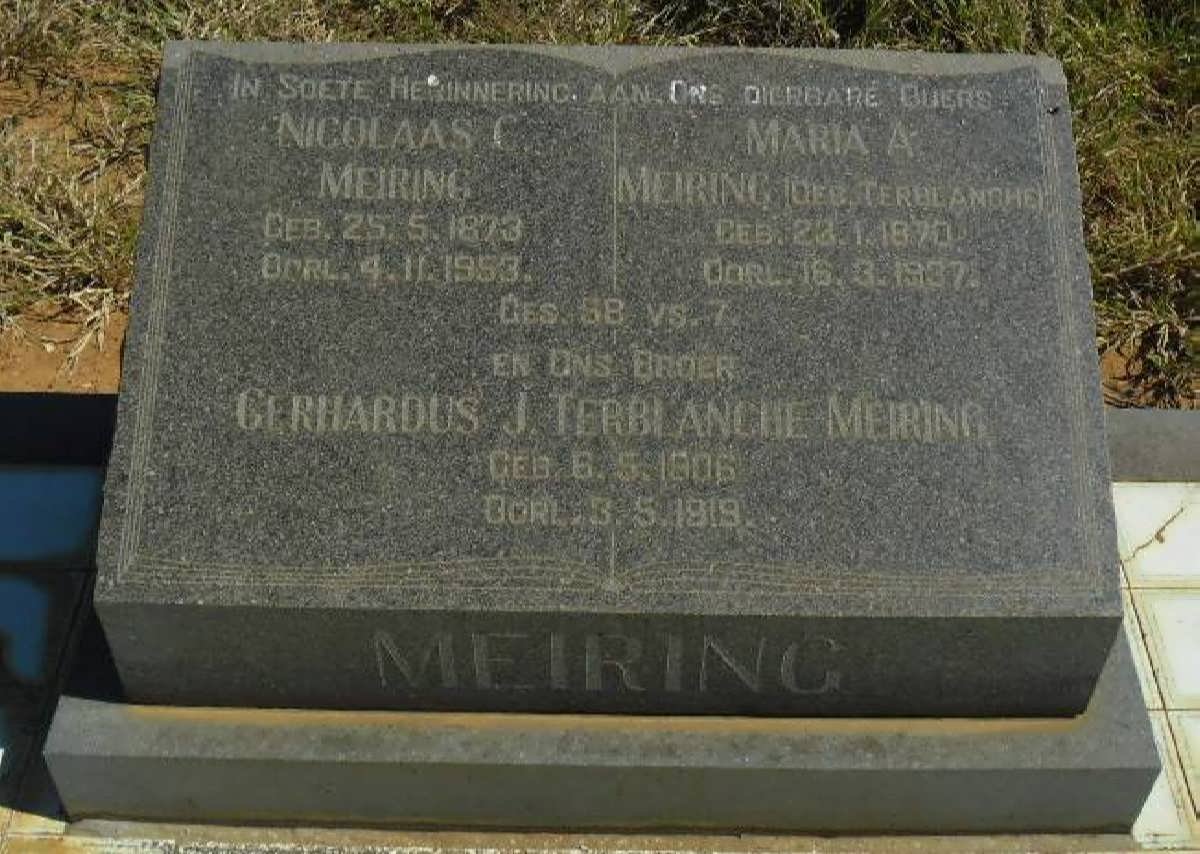 IN SOETE HERINNERING AAN ONS DIERBARE OUERS
NICOLAAS C.
MEIRING
GEB. 25.5.1873
OORL. 4.11.1953.
MARIA A.
MEIRING (GEB. TERBLANCHE)
GEB. 23.1.1870
OORL. 16.3.1937.
GES. 38 VS. 7.
EN ONS BROER
GERHARDUS J. TERBLANCHE MEIRING
GEB. 6.5.1906
OORL. 3.5.1919.
MEIRING